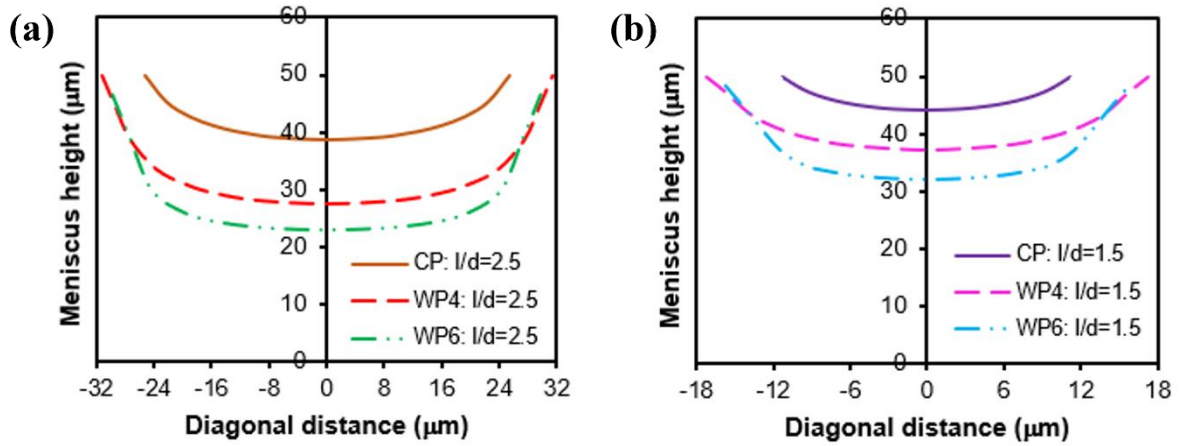 (a)
Meniscus height (μm)
60
50
40
30
20
10
0
-32 -24 -16 -8 0 8 16 24 32
Diagonal distance (μm)
CP: l/d=2.5
WP4: l/d=2.5
WP6: l/d=2.5
(b)
Meniscus height (μm)
60
50
40
30
20
10
0
-18 -12 -6 0 6 12 18
Diagonal distance (μm)
CP: l/d=1.5
WP4: l/d=1.5
WP6: l/d=1.5